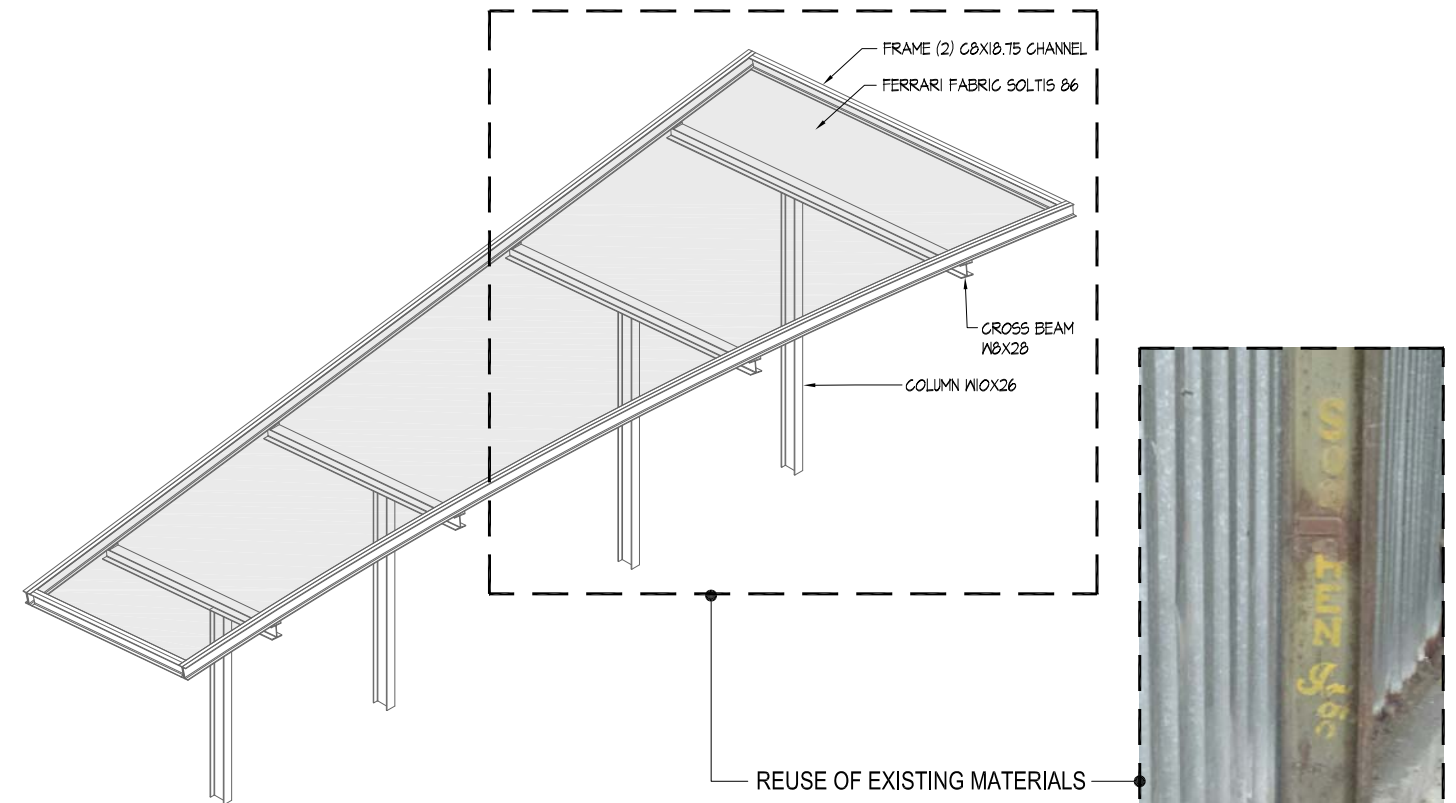 FRAME (2) C8X18.75 CHANNEL
FERRARI FABRIC SOLTIS 86
CROSS BEAM
W8X28
COLUMN W10X26
REUSE OF EXISTING MATERIALS